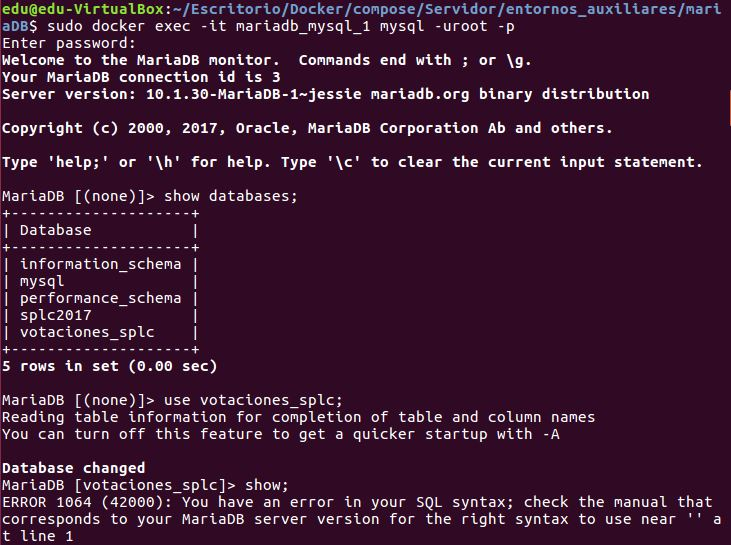 edu@edu-VirtualBox:~/Escritorio/Docker/compose/Servidor/entornos_auxiliares/mari
aDB$ sudo docker exec -it mariadb_mysql_1 mysql -uroot -p
Enter password:
Welcome to the MariaDB monitor.  Commands end with ; or \g.
Your MariaDB connection id is 3
Server version: 10.1.30-MariaDB-1~jessie mariadb.org binary distribution

Copyright (c) 2000, 2017, Oracle, MariaDB Corporation Ab and others.

Type 'help;' or '\h' for help. Type '\c' to clear the current input statement.

MariaDB [(none)]> show databases;
+--------------------+
| Database           |
+--------------------+
| information_schema |
| mysql              |
| performance_schema |
| splc2017           |
| votaciones_splc    |
+--------------------+
5 rows in set (0.00 sec)

MariaDB [(none)]> use votaciones_splc;
Reading table information for completion of table and column names
You can turn off this feature to get a quicker startup with -A

Database changed
MariaDB [votaciones_splc]> show;
ERROR 1064 (42000): You have an error in your SQL syntax; check the manual that
corresponds to your MariaDB server version for the right syntax to use near '' a
t line 1